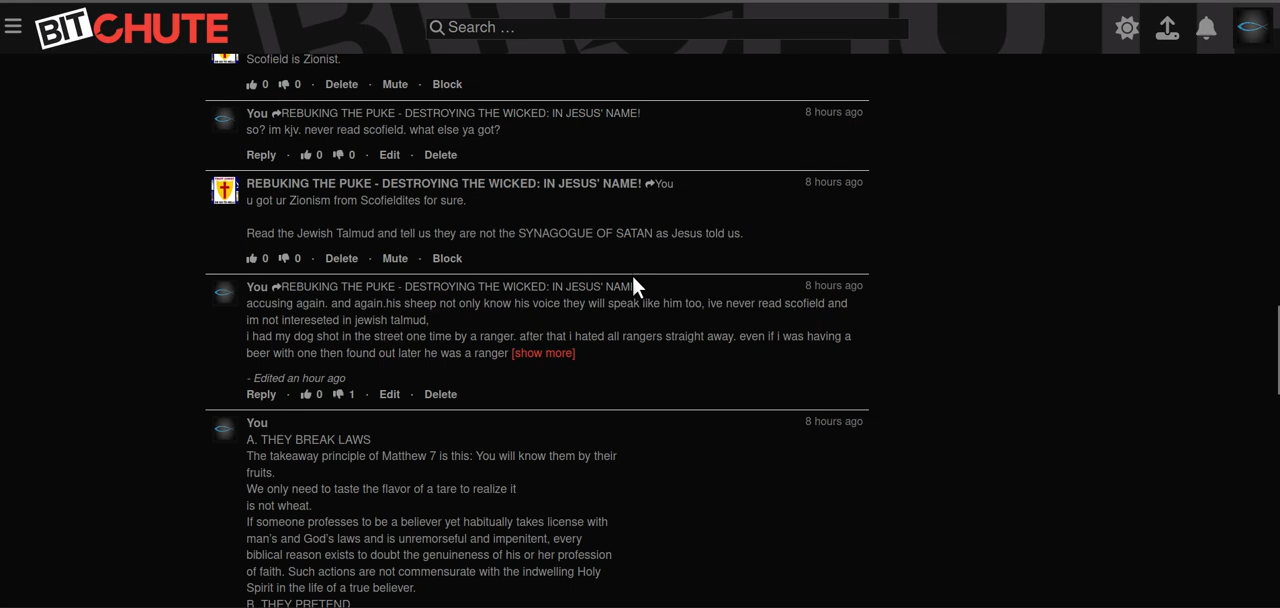 BITCHUTE
Search …
Scofield is Zionist.
0 0 · Delete · Mute · Block
You REBUKING THE PUKE - DESTROYING THE WICKED: IN JESUS' NAME! 8 hours ago
so? im kjv. never read scofield. what else ya got?
Reply · 0 0 · Edit · Delete
REBUKING THE PUKE - DESTROYING THE WICKED: IN JESUS' NAME! You 8 hours ago
u got ur Zionism from Scofieldites for sure.
Read the Jewish Talmud and tell us they are not the SYNAGOGUE OF SATAN as Jesus told us.
0 0 · Delete · Mute · Block
You REBUKING THE PUKE - DESTROYING THE WICKED: IN JESUS' NAM 8 hours ago
accusing again. and again.his sheep not only know his voice they will speak like him too, ive never read scofield and
im not intereseted in jewish talmud,
i had my dog shot in the street one time by a ranger. after that i hated all rangers straight away. even if i was having a
beer with one then found out later he was a ranger [show more]
- Edited an hour ago
Reply · 0 1 · Edit · Delete
You 8 hours ago
A. THEY BREAK LAWS
The takeaway principle of Matthew 7 is this: You will know them by their
fruits.
We only need to taste the flavor of a tare to realize it
is not wheat.
If someone professes to be a believer yet habitually takes license with
man's and God's laws and is unremorseful and impenitent, every
biblical reason exists to doubt the genuineness of his or her profession
of faith. Such actions are not commensurate with the indwelling Holy
Spirit in the life of a true believer.
B. THEY PRETEND